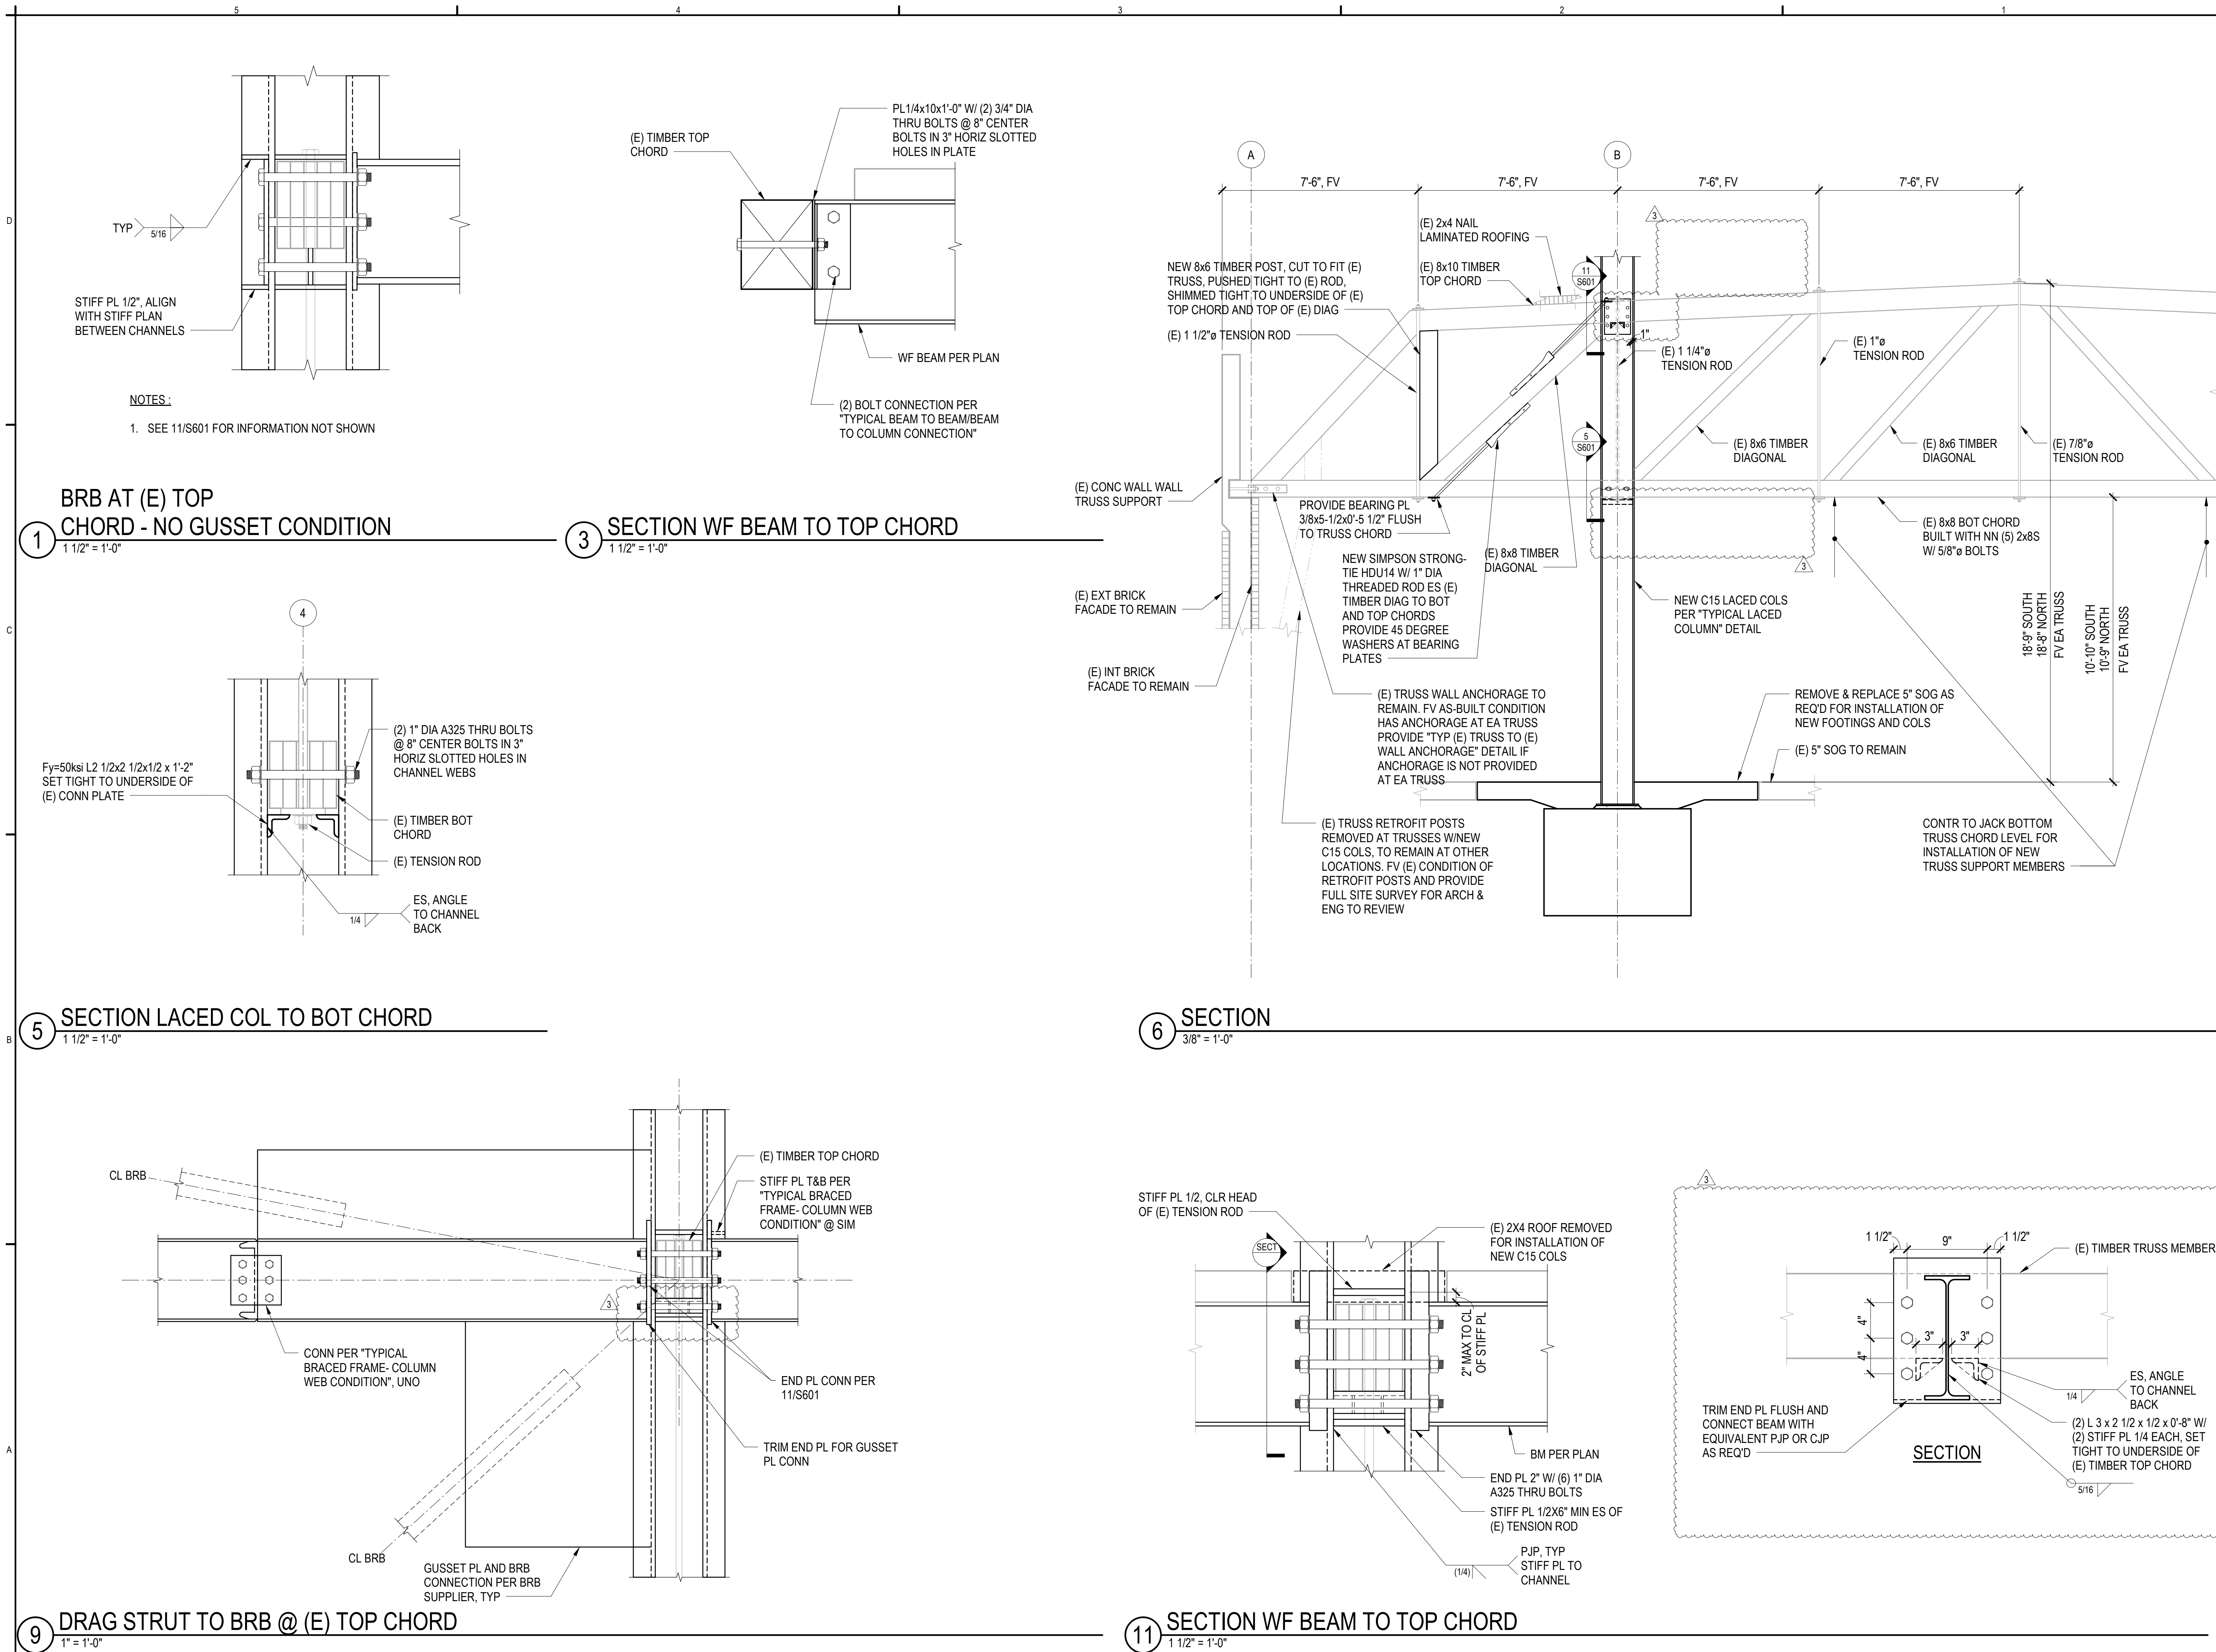 5
4
3
2
1
D
C
B
A
TYP
5/16
STIFF PL 1/2", ALIGN
WITH STIFF PLAN
BETWEEN CHANNELS
NOTES :
1. SEE 11/S601 FOR INFORMATION NOT SHOWN
BRB AT (E) TOP
CHORD - NO GUSSET CONDITION
1
1 1/2" = 1'-0"
(E) TIMBER TOP
CHORD
PL1/4x10x1'-0" W/ (2) 3/4" DIA
THRU BOLTS @ 8" CENTER
BOLTS IN 3" HORIZ SLOTTED
HOLES IN PLATE
WF BEAM PER PLAN
(2) BOLT CONNECTION PER
"TYPICAL BEAM TO BEAM/BEAM
TO COLUMN CONNECTION"
3
SECTION WF BEAM TO TOP CHORD
1 1/2" = 1'-0"
4
(2) 1" DIA A325 THRU BOLTS
@ 8" CENTER BOLTS IN 3"
HORIZ SLOTTED HOLES IN
CHANNEL WEBS
Fy=50ksi L2 1/2x2 1/2x1/2 x 1'-2"
SET TIGHT TO UNDERSIDE OF
(E) CONN PLATE
(E) TIMBER BOT
CHORD
(E) TENSION ROD
1/4
ES, ANGLE
TO CHANNEL
BACK
5
SECTION LACED COL TO BOT CHORD
1 1/2" = 1'-0"
A
B
7'-6", FV
7'-6", FV
7'-6", FV
7'-6", FV
3
(E) 2x4 NAIL
LAMINATED ROOFING
(E) 8x10 TIMBER
TOP CHORD
11
S601
NEW 8x6 TIMBER POST, CUT TO FIT (E)
TRUSS, PUSHED TIGHT TO (E) ROD,
SHIMMED TIGHT TO UNDERSIDE OF (E)
TOP CHORD AND TOP OF (E) DIAG
(E) 1 1/2"ø TENSION ROD
1"
(E) 1 1/4"ø
TENSION ROD
(E) 1"ø
TENSION ROD
5
S601
(E) 8x6 TIMBER
DIAGONAL
(E) 8x6 TIMBER
DIAGONAL
(E) 7/8"ø
TENSION ROD
(E) CONC WALL WALL
TRUSS SUPPORT
PROVIDE BEARING PL
3/8x5-1/2x0'-5 1/2" FLUSH
TO TRUSS CHORD
(E) 8x8 BOT CHORD
BUILT WITH NN (5) 2x8S
W/ 5/8"ø BOLTS
NEW SIMPSON STRONG-
TIE HDU14 W/ 1" DIA
THREADED ROD ES (E)
TIMBER DIAG TO BOT
AND TOP CHORDS
PROVIDE 45 DEGREE
WASHERS AT BEARING
PLATES
(E) 8x8 TIMBER
DIAGONAL
3
(E) EXT BRICK
FACADE TO REMAIN
NEW C15 LACED COLS
PER "TYPICAL LACED
COLUMN" DETAIL
18'-9" SOUTH
18'-8" NORTH
FV EA TRUSS
10'-10" SOUTH
10'-9" NORTH
FV EA TRUSS
(E) INT BRICK
FACADE TO REMAIN
(E) TRUSS WALL ANCHORAGE TO
REMAIN. FV AS-BUILT CONDITION
HAS ANCHORAGE AT EA TRUSS
PROVIDE "TYP (E) TRUSS TO (E)
WALL ANCHORAGE" DETAIL IF
ANCHORAGE IS NOT PROVIDED
AT EA TRUSS
REMOVE & REPLACE 5" SOG AS
REQ'D FOR INSTALLATION OF
NEW FOOTINGS AND COLS
(E) 5" SOG TO REMAIN
(E) TRUSS RETROFIT POSTS
REMOVED AT TRUSSES W/NEW
C15 COLS, TO REMAIN AT OTHER
LOCATIONS. FV (E) CONDITION OF
RETROFIT POSTS AND PROVIDE
FULL SITE SURVEY FOR ARCH &
ENG TO REVIEW
CONTR TO JACK BOTTOM
TRUSS CHORD LEVEL FOR
INSTALLATION OF NEW
TRUSS SUPPORT MEMBERS
6
SECTION
3/8" = 1'-0"
CL BRB
(E) TIMBER TOP CHORD
STIFF PL T&B PER
"TYPICAL BRACED
FRAME- COLUMN WEB
CONDITION" @ SIM
3
CONN PER "TYPICAL
BRACED FRAME- COLUMN
WEB CONDITION", UNO
END PL CONN PER
11/S601
TRIM END PL FOR GUSSET
PL CONN
CL BRB
GUSSET PL AND BRB
CONNECTION PER BRB
SUPPLIER, TYP
9
DRAG STRUT TO BRB @ (E) TOP CHORD
1" = 1'-0"
STIFF PL 1/2, CLR HEAD
OF (E) TENSION ROD
SECT
(E) 2X4 ROOF REMOVED
FOR INSTALLATION OF
NEW C15 COLS
2" MAX TO CL
OF STIFF PL
BM PER PLAN
END PL 2" W/ (6) 1" DIA
A325 THRU BOLTS
STIFF PL 1/2X6" MIN ES OF
(E) TENSION ROD
(1/4)
PJP, TYP
STIFF PL TO
CHANNEL
3
1 1/2"
9"
1 1/2"
(E) TIMBER TRUSS MEMBER
4"
4"
3"
3"
1/4
ES, ANGLE
TO CHANNEL
BACK
TRIM END PL FLUSH AND
CONNECT BEAM WITH
EQUIVALENT PJP OR CJP
AS REQ'D
(2) L 3 x 2 1/2 x 1/2 x 0'-8" W/
(2) STIFF PL 1/4 EACH, SET
TIGHT TO UNDERSIDE OF
(E) TIMBER TOP CHORD
SECTION
5/16
11
SECTION WF BEAM TO TOP CHORD
1 1/2" = 1'-0"